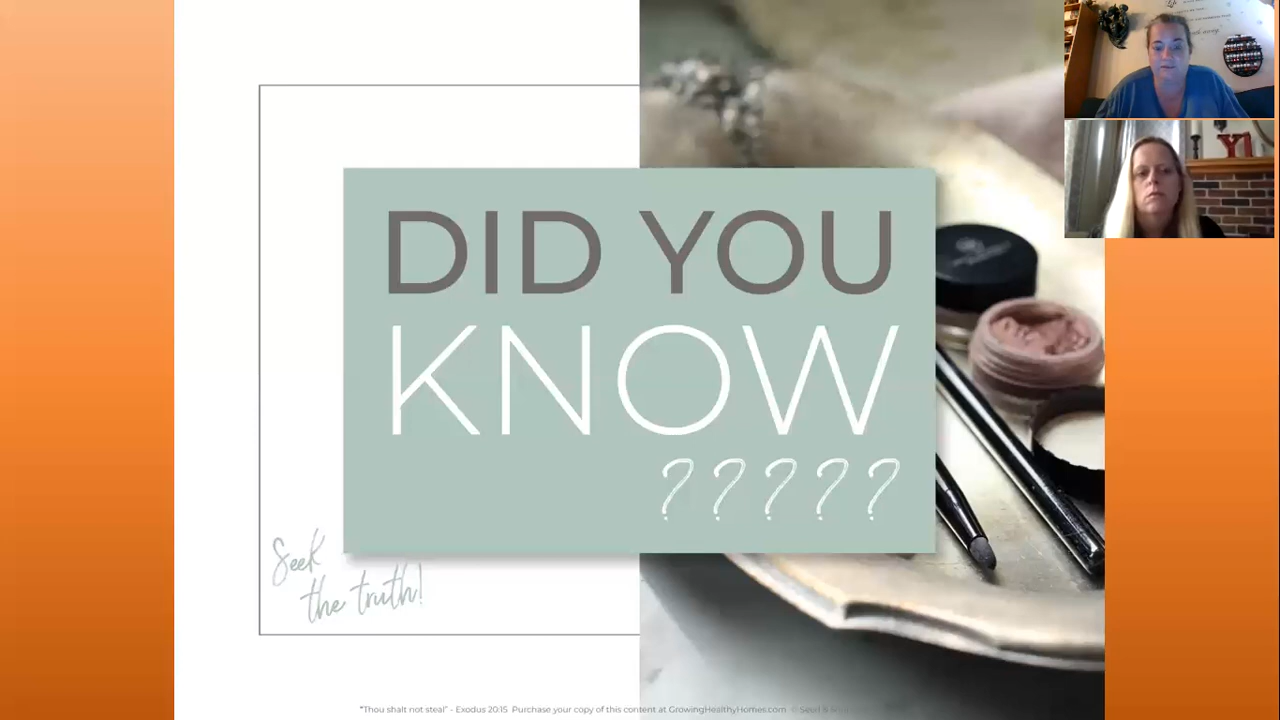 DID YOU
KNOW
?????
Seek
the truth!
"Thou shalt not steal" - Exodus 20:15 Purchase your copy of this content at GrowingHealthyHomes.com ©
YL